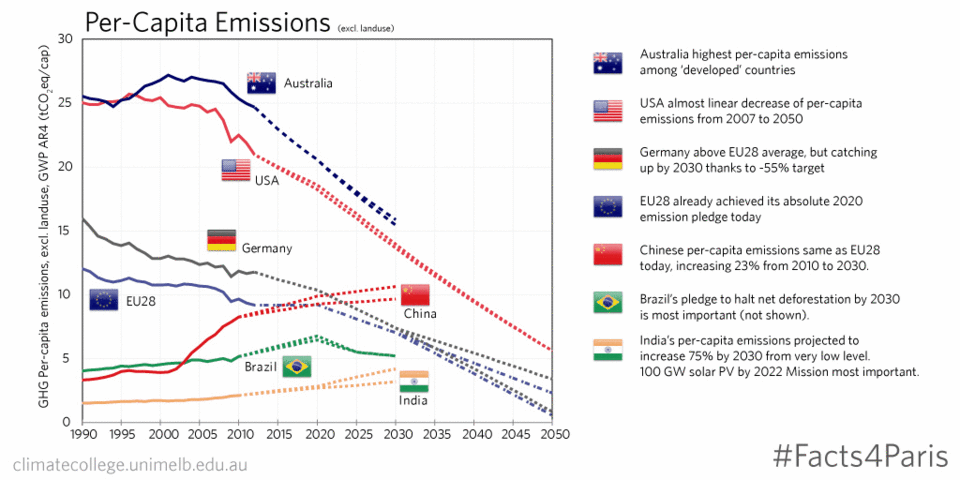 Per-Capita Emissions (excl. landuse)
GHG Per-capita emissions, excl. landuse, GWP AR4 (tCO2eq/cap)
30
25
20
15
10
5
0
1990 1995 2000 2005 2010 2015 2020 2025 2030 2035 2040 2045 2050
Australia
USA
Germany
EU28
China
Brazil
India
Australia highest per-capita emissions
among 'developed' countries
USA almost linear decrease of per-capita
emissions from 2007 to 2050
Germany above EU28 average, but catching
up by 2030 thanks to -55% target
EU28 already achieved its absolute 2020
emission pledge today
Chinese per-capita emissions same as EU28
today, increasing 23% from 2010 to 2030.
Brazil's pledge to halt net deforestation by 2030
is most important (not shown).
India's per-capita emissions projected to
increase 75% by 2030 from very low level.
100 GW solar PV by 2022 Mission most important.
climatecollege.unimelb.edu.au
#Facts4Paris